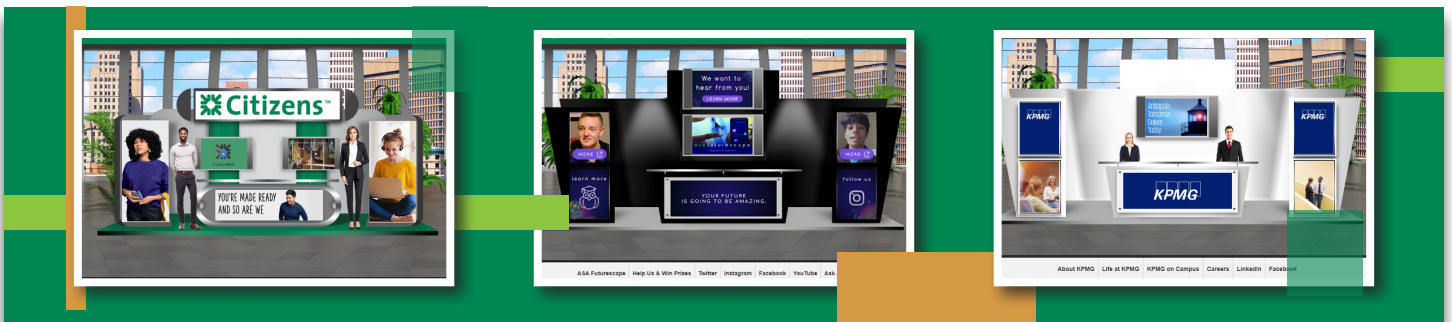 Citizens™
YOU'RE MADE READY
AND SO ARE WE
We want to
hear from you!
LEARN MORE
asafuturescape
MORE
MORE
learn more
follow us
YOUR FUTURE
IS GOING TO BE AMAZING.
ASA Futurescape Help Us & Win Prizes Twitter Instagram Facebook YouTube Ask
KPMG
KPMG
Anticipate
Tomorrow
Deliver
Today
KPMG
About KPMG Life at KPMG KPMG on Campus Careers LinkedIn Facebook